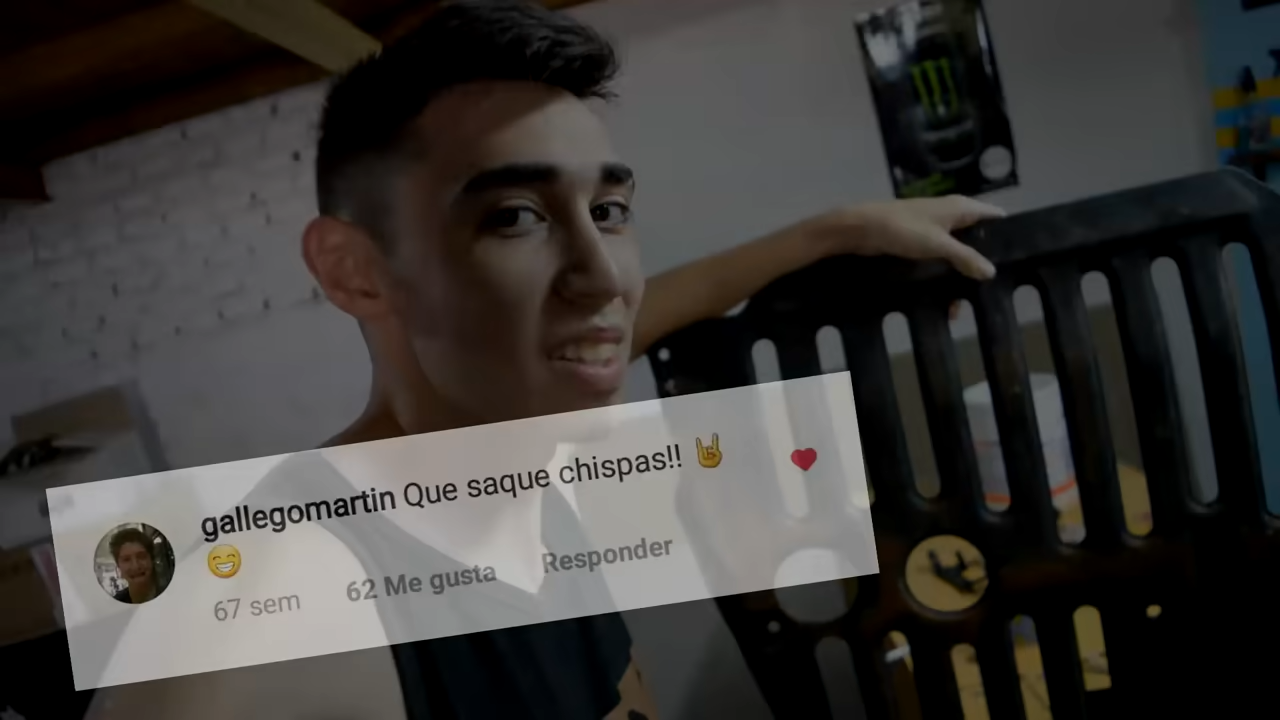 gallegomartin Que saque chispas!! 🤘
😁
67 sem 62 Me gusta Responder